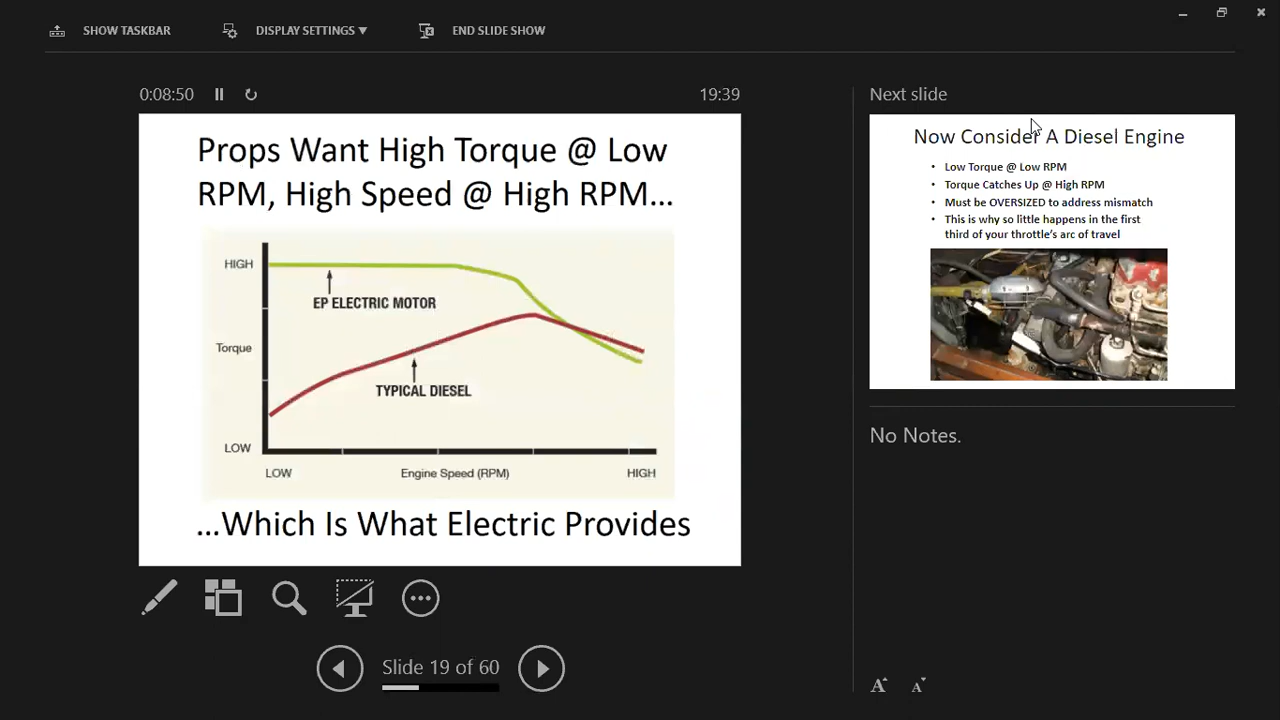 SHOW TASKBAR
DISPLAY SETTINGS ▼
END SLIDE SHOW
0:08:50
19:39
Props Want High Torque @ Low
RPM, High Speed @ High RPM…
HIGH
EP ELECTRIC MOTOR
Torque
TYPICAL DIESEL
LOW
LOW
Engine Speed (RPM)
HIGH
…Which Is What Electric Provides
Slide 19 of 60
Next slide
Now Consider A Diesel Engine
• Low Torque @ Low RPM
• Torque Catches Up @ High RPM
• Must be OVERSIZED to address mismatch
• This is why so little happens in the first
third of your throttle's arc of travel
No Notes.
A
A